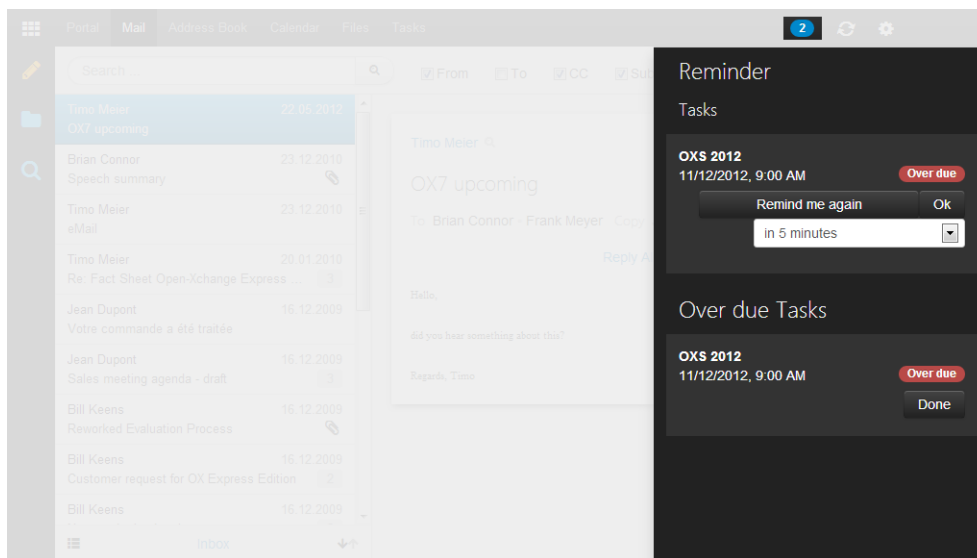 Portal Mail Address Book Calendar Files Tasks 2
Search...
From To CC
Timo Meier 22.05.2012
OX7 upcoming
Brian Connor 23.12.2010
Speech summary
Timo Meier 23.12.2010
eMail
Timo Meier 20.01.2010
Re: Fact Sheet Open-Xchange Express ... 3
Jean Dupont 16.12.2009
Votre commande a été traitée
Jean Dupont 16.12.2009
Sales meeting agenda - draft 3
Bill Keens 16.12.2009
Reworked Evaluation Process
Bill Keens 16.12.2009
Customer request for OX Express Edition 2
Bill Keens 16.12.2009
Inbox
Timo Meier
OX7 upcoming
To Brian Connor · Frank Meyer · Copy
Reply
Hello,
did you hear something about this?
Regards, Timo
Reminder
Tasks
OXS 2012
11/12/2012, 9:00 AM Over due
Remind me again Ok
in 5 minutes
Over due Tasks
OXS 2012
11/12/2012, 9:00 AM Over due
Done